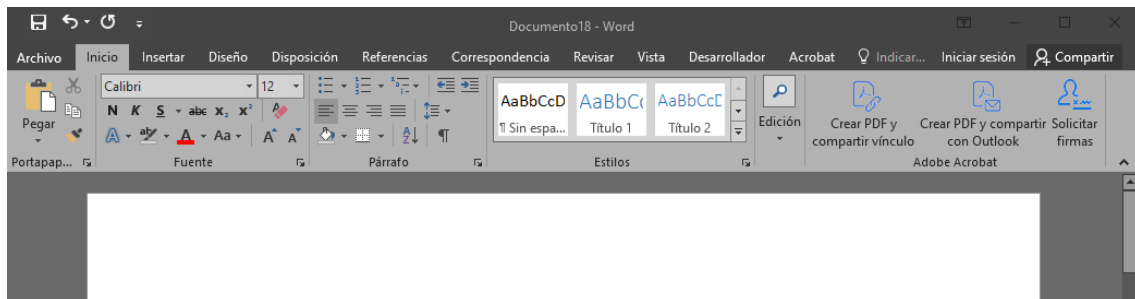 Documento18 - Word
Archivo Inicio Insertar Diseño Disposición Referencias Correspondencia Revisar Vista Desarrollador Acrobat Indicar... Iniciar sesión Compartir
Pegar
Calibri 12
N K S abc X₂ X²
A aby A Aa A A
AaBbCcD AaBbC AaBbCcE
¶ Sin espa... Título 1 Título 2
Edición
Crear PDF y compartir vínculo
Crear PDF y compartir con Outlook
Solicitar firmas
Portapap... Fuente Párrafo Estilos Adobe Acrobat